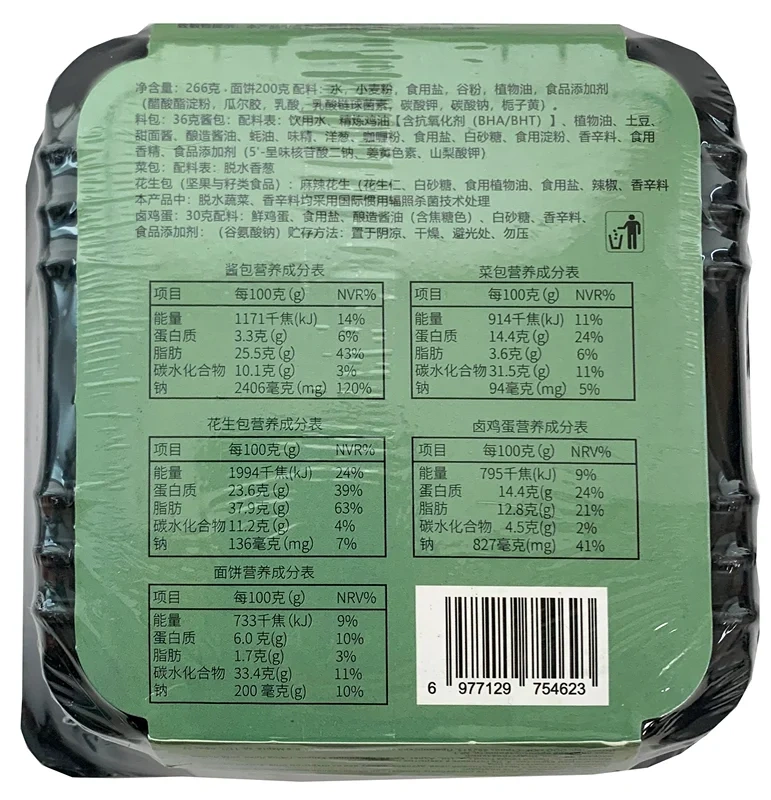 净含量：266克．面饼200克 配料：水，小麦粉，食用盐，谷粉，植物油，食品添加剂
（醋酸酯淀粉，瓜尔胶，乳酸，乳酸链球菌素，碳酸钾，碳酸钠，栀子黄）。
料包：36克酱包：配料表：饮用水、精炼鸡油【含抗氧化剂（BHA/BHT）】、植物油、土豆、
甜面酱、酿造酱油、蚝油、味精、洋葱、咖喱粉、食用盐、白砂糖、食用淀粉、香辛料、食用
香精、食品添加剂（5'-呈味核苷酸二钠、姜黄色素、山梨酸钾）
菜包：配料表：脱水香葱
花生包（坚果与籽类食品）：麻辣花生（花生仁、白砂糖、食用植物油、食用盐、辣椒、香辛料
本产品中：脱水蔬菜、香辛料均采用国际惯用辐照杀菌技术处理
卤鸡蛋：30克配料：鲜鸡蛋、食用盐、酿造酱油（含焦糖色）、白砂糖、香辛料、
食品添加剂：（谷氨酸钠）贮存方法：置于阴凉、干燥、避光处、勿压
酱包营养成分表
项目 每100克(g) NVR%
能量 1171千焦(kJ) 14%
蛋白质 3.3克(g) 6%
脂肪 25.5克(g) 43%
碳水化合物 10.1克(g) 3%
钠 2406毫克(mg) 120%
菜包营养成分表
项目 每100克(g) NVR%
能量 914千焦(kJ) 11%
蛋白质 14.4克(g) 24%
脂肪 3.6克(g) 6%
碳水化合物 31.5克(g) 11%
钠 94毫克(mg) 5%
花生包营养成分表
项目 每100克(g) NVR%
能量 1994千焦(kJ) 24%
蛋白质 23.6克(g) 39%
脂肪 37.9克(g) 63%
碳水化合物 11.2克(g) 4%
钠 136毫克(mg) 7%
卤鸡蛋营养成分表
项目 每100克(g) NRV%
能量 795千焦(kJ) 9%
蛋白质 14.4克(g 24%
脂肪 12.8克(g) 21%
碳水化合物 4.5克(g) 2%
钠 827毫克(mg) 41%
面饼营养成分表
项目 每100克(g) NRV%
能量 733千焦(kJ) 9%
蛋白质 6.0 克(g) 10%
脂肪 1.7克(g) 3%
碳水化合物 33.4克(g) 11%
钠 200 毫克(g) 10%
6 977129 754623